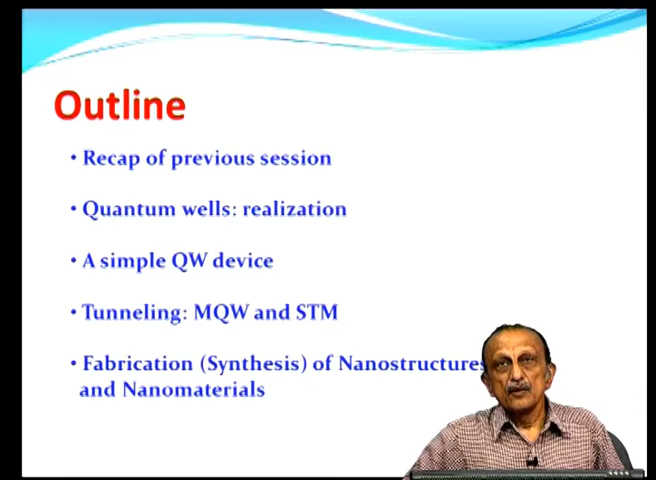 Outline
• Recap of previous session
• Quantum wells: realization
• A simple QW device
• Tunneling: MQW and STM
• Fabrication (Synthesis) of Nanostructures
and Nanomaterials